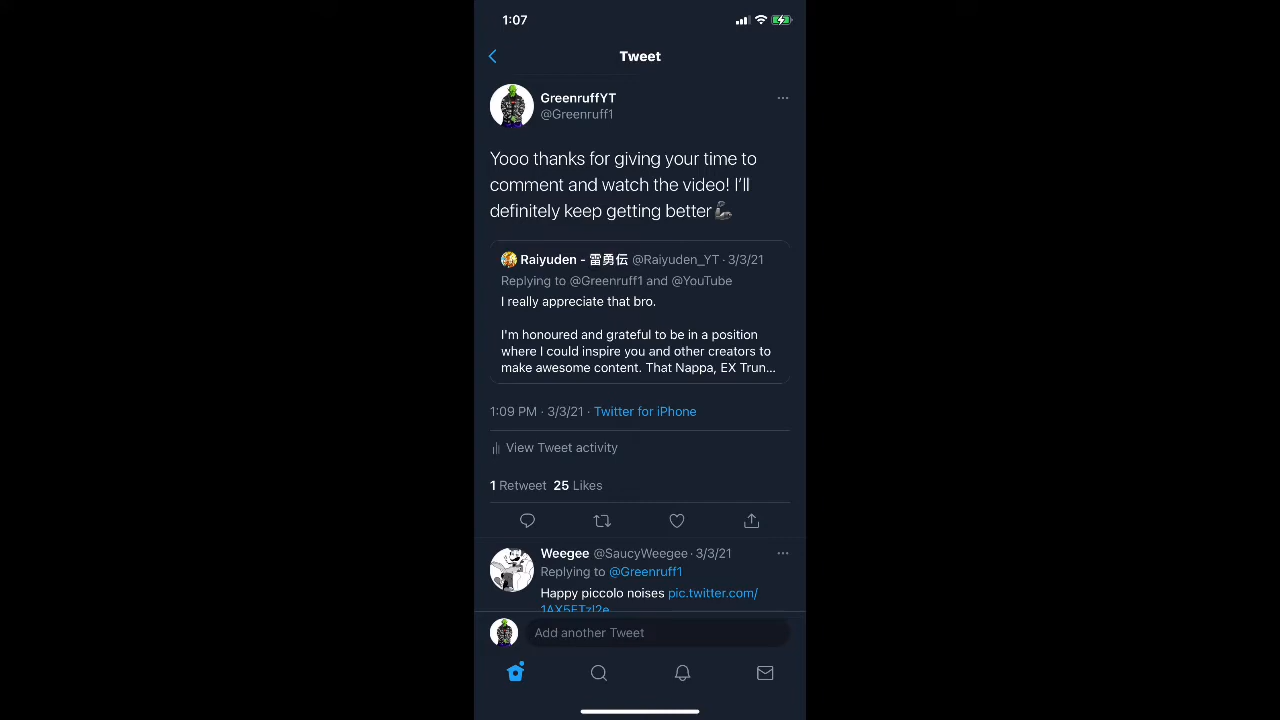 1:07
Tweet
GreenruffYT
@Greenruff1
Yooo thanks for giving your time to
comment and watch the video! I'll
definitely keep getting better🦾
Raiyuden - 雷勇伝 @Raiyuden_YT · 3/3/21
Replying to @Greenruff1 and @YouTube
I really appreciate that bro.
I'm honoured and grateful to be in a position
where I could inspire you and other creators to
make awesome content. That Nappa, EX Trun...
1:09 PM · 3/3/21 · Twitter for iPhone
View Tweet activity
1 Retweet 25 Likes
Weegee @SaucyWeegee · 3/3/21
Replying to @Greenruff1
Happy piccolo noises pic.twitter.com/
Add another Tweet